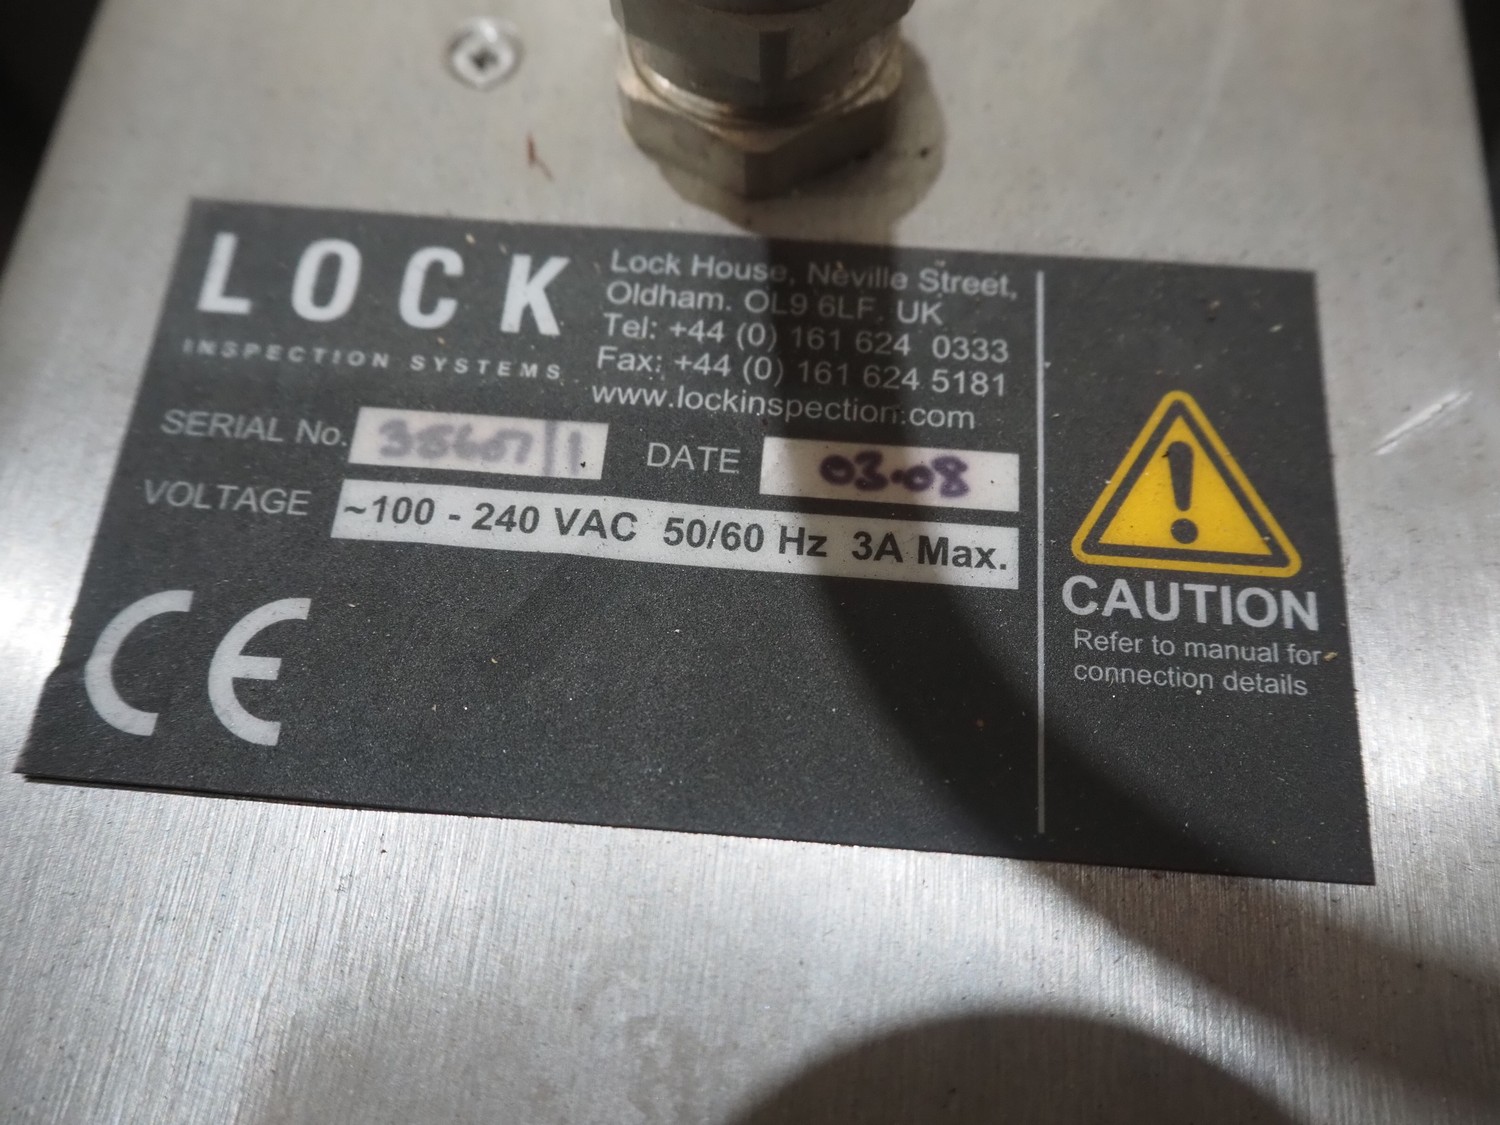 LOCK
INSPECTION SYSTEMS
Lock House, Neville Street,
Oldham. OL9 6LF. UK
Tel: +44 (0) 161 624 0333
Fax: +44 (0) 161 624 5181
www.lockinspection.com
SERIAL No.
DATE 03.08
VOLTAGE ~100 - 240 VAC 50/60 Hz 3A Max.
CE
CAUTION
Refer to manual for
connection details